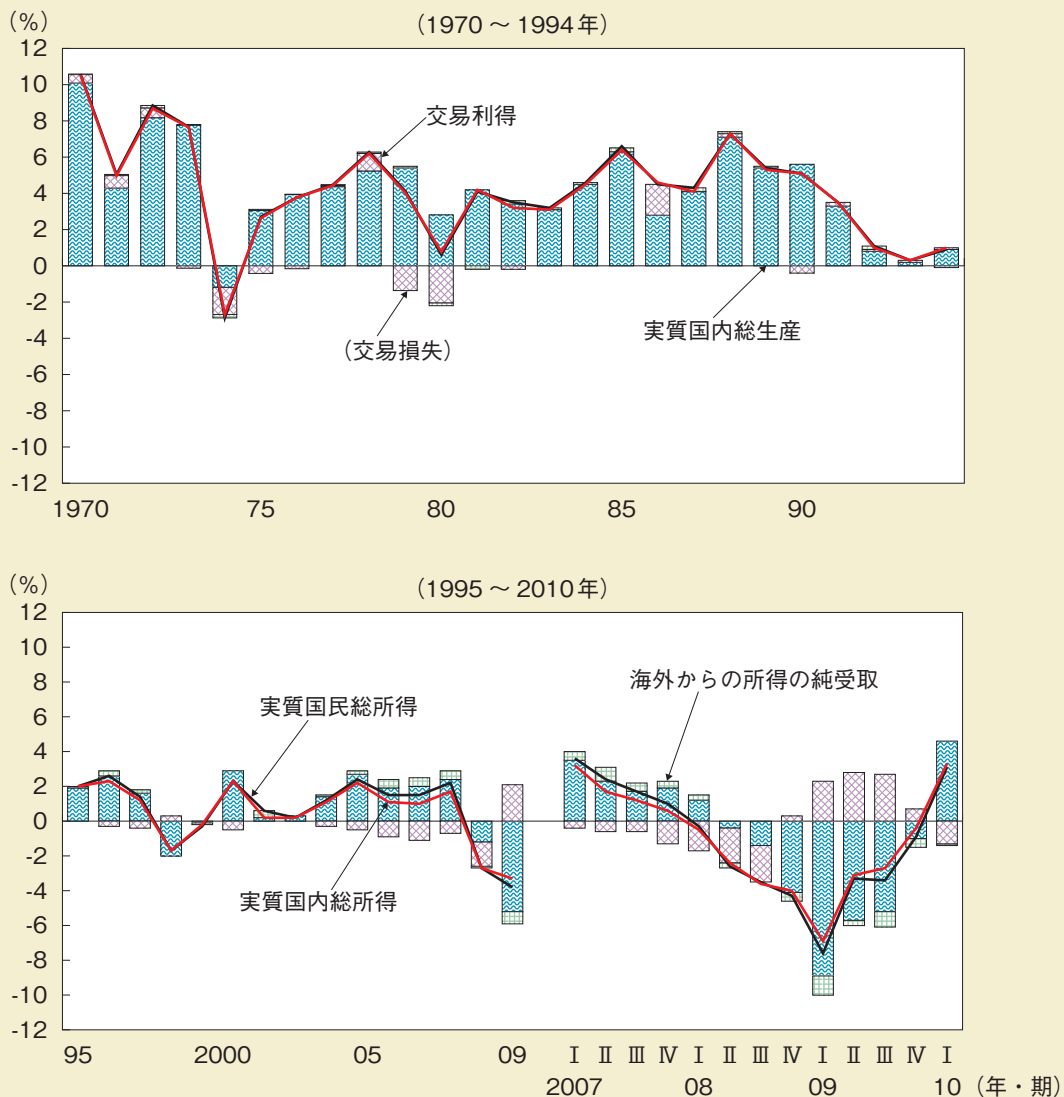 (%)
(1970～1994年)
12
10
8
6
4
2
0
-2
-4
-6
-8
-10
-12
交易利得
(交易損失)
実質国内総生産
1970 75 80 85 90
(%)
(1995～2010年)
12
10
8
6
4
2
0
-2
-4
-6
-8
-10
-12
海外からの所得の純受取
実質国民総所得
実質国内総所得
95 2000 05 09 Ⅰ Ⅱ Ⅲ Ⅳ Ⅰ Ⅱ Ⅲ Ⅳ Ⅰ Ⅱ Ⅲ Ⅳ Ⅰ
2007 08 09 10 (年・期)